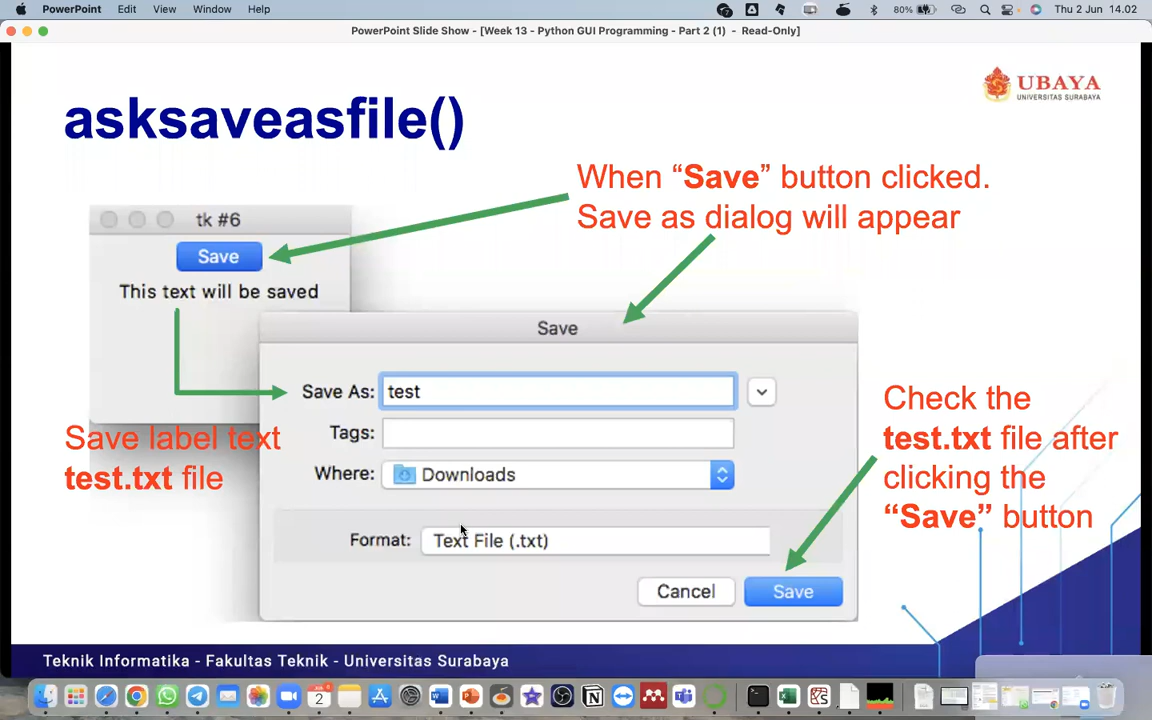 PowerPoint Edit View Window Help 80% Thu 2 Jun 14.02
PowerPoint Slide Show - [Week 13 - Python GUI Programming - Part 2 (1) - Read-Only]
asksaveasfile()
UBAYA
UNIVERSITAS SURABAYA
When “Save” button clicked.
Save as dialog will appear
tk #6
Save
This text will be saved
Save
Save As: test
Tags:
Where: Downloads
Format: Text File (.txt)
Cancel Save
Save label text
test.txt file
Check the
test.txt file after
clicking the
“Save” button
Teknik Informatika - Fakultas Teknik - Universitas Surabaya